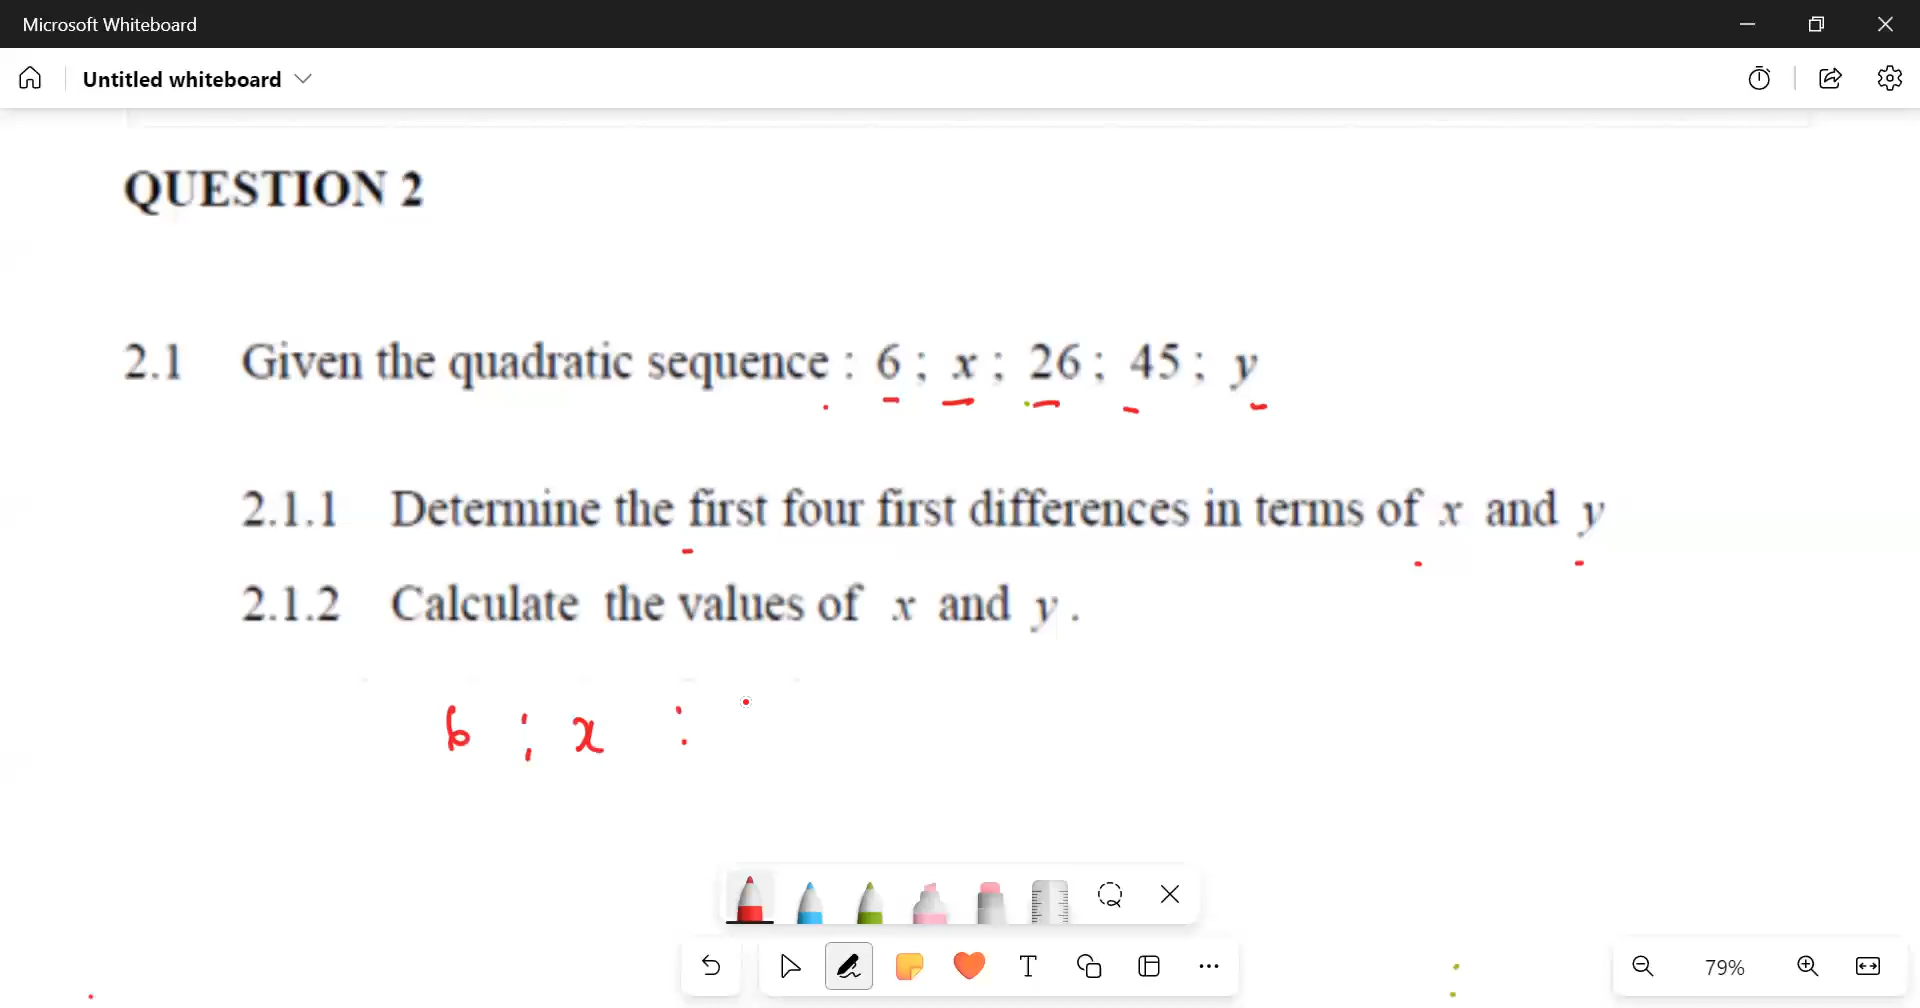 Microsoft Whiteboard
Untitled whiteboard
QUESTION 2
2.1 Given the quadratic sequence : 6 ; x ; 26 ; 45 ; y
2.1.1 Determine the first four first differences in terms of x and y
2.1.2 Calculate the values of x and y .
6 ; x :
79%